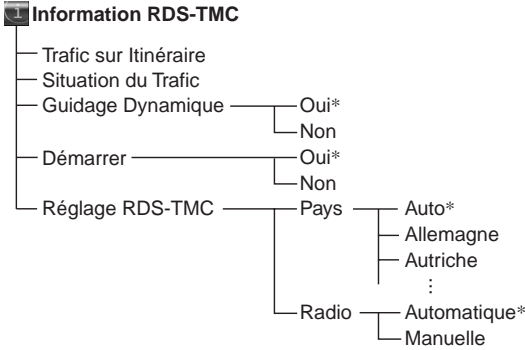 Information RDS-TMC
Trafic sur Itinéraire
Situation du Trafic
Guidage Dynamique Oui*
Non
Démarrer Oui*
Non
Réglage RDS-TMC Pays Auto*
Allemagne
Autriche
⋮
Radio Automatique*
Manuelle